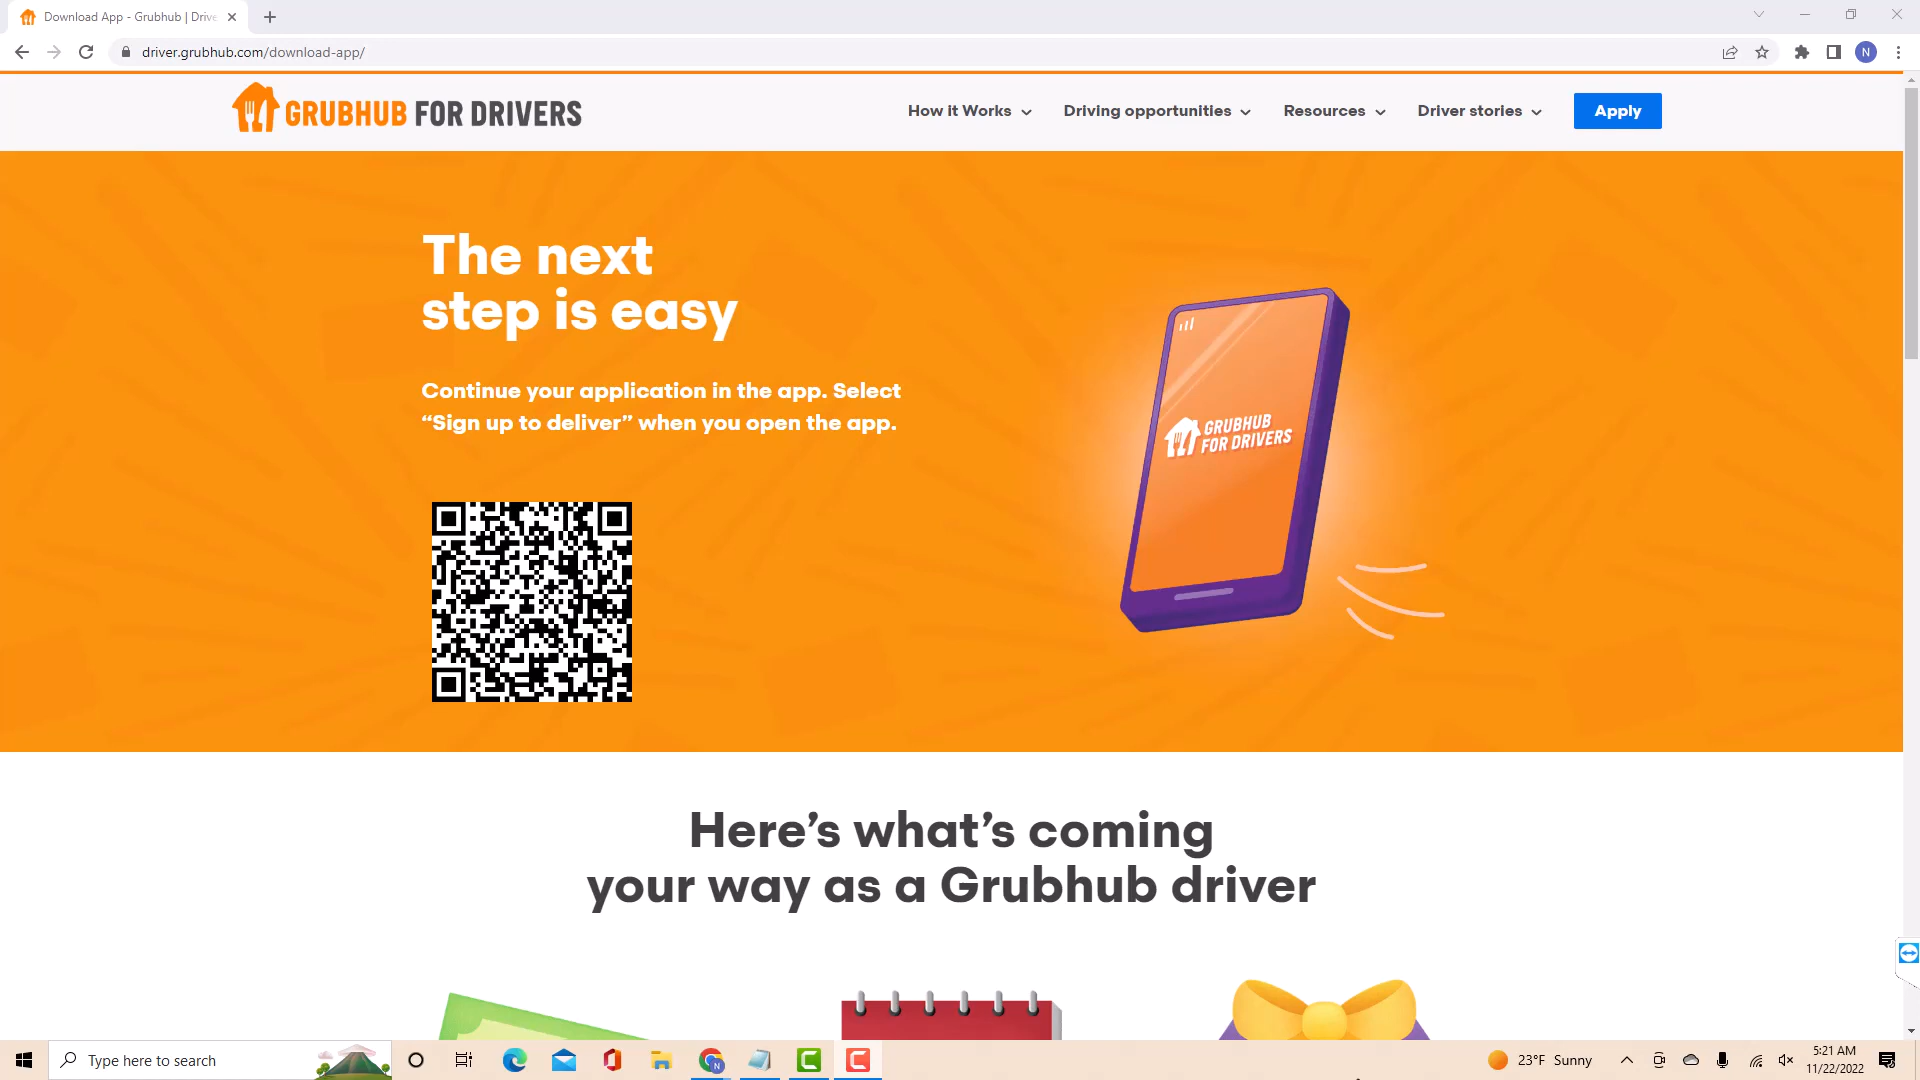 Download App - Grubhub | Drive
driver.grubhub.com/download-app/
N
GRUBHUB FOR DRIVERS
How it Works
Driving opportunities
Resources
Driver stories
Apply
The next
step is easy
Continue your application in the app. Select
“Sign up to deliver” when you open the app.
GRUBHUB
FOR DRIVERS
Here’s what’s coming
your way as a Grubhub driver
Type here to search
N
23°F Sunny
5:21 AM
11/22/2022